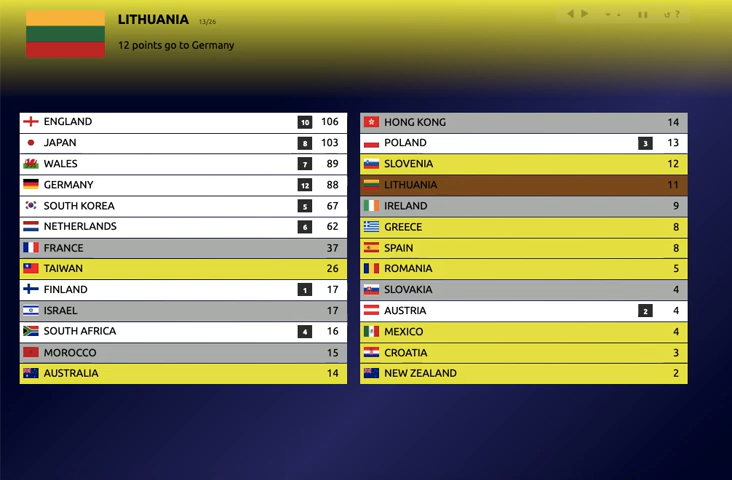 LITHUANIA 13/26
12 points go to Germany
ENGLAND 10 106
JAPAN 8 103
WALES 7 89
GERMANY 12 88
SOUTH KOREA 5 67
NETHERLANDS 6 62
FRANCE 37
TAIWAN 26
FINLAND 1 17
ISRAEL 17
SOUTH AFRICA 4 16
MOROCCO 15
AUSTRALIA 14
HONG KONG 14
POLAND 3 13
SLOVENIA 12
LITHUANIA 11
IRELAND 9
GREECE 8
SPAIN 8
ROMANIA 5
SLOVAKIA 4
AUSTRIA 2 4
MEXICO 4
CROATIA 3
NEW ZEALAND 2